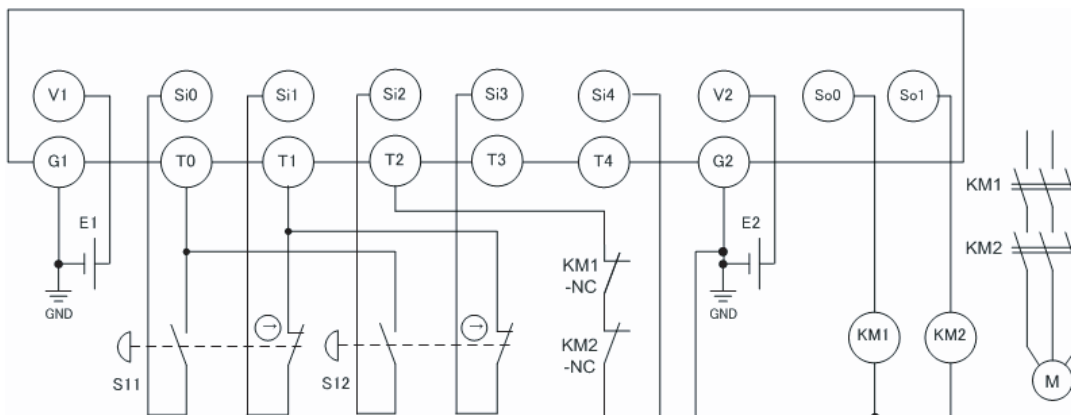 V1 Si0 Si1 Si2 Si3 Si4 V2 So0 So1
G1 T0 T1 T2 T3 T4 G2
KM1
E1
E2
KM2
KM1
-NC
GND
GND
→
→
KM2
-NC
KM1
KM2
S11
S12
M